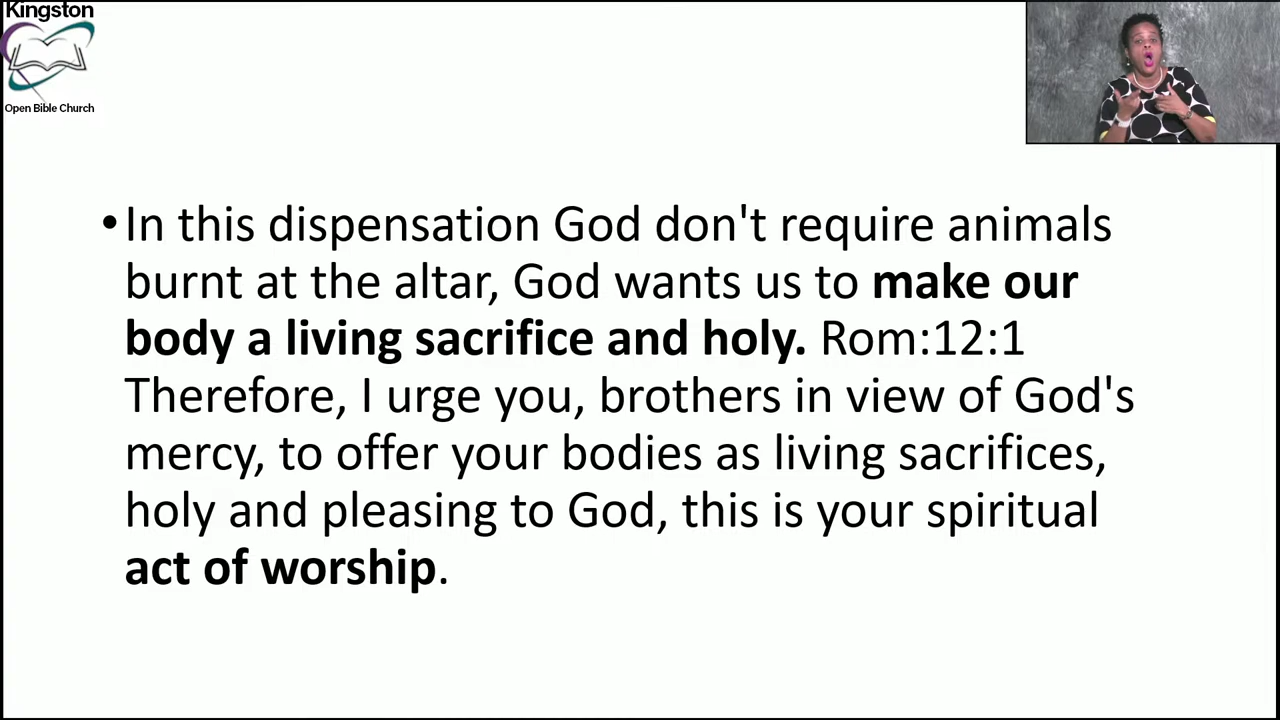 Kingston
Open Bible Church
•In this dispensation God don't require animals
burnt at the altar, God wants us to make our
body a living sacrifice and holy. Rom:12:1
Therefore, I urge you, brothers in view of God's
mercy, to offer your bodies as living sacrifices,
holy and pleasing to God, this is your spiritual
act of worship.